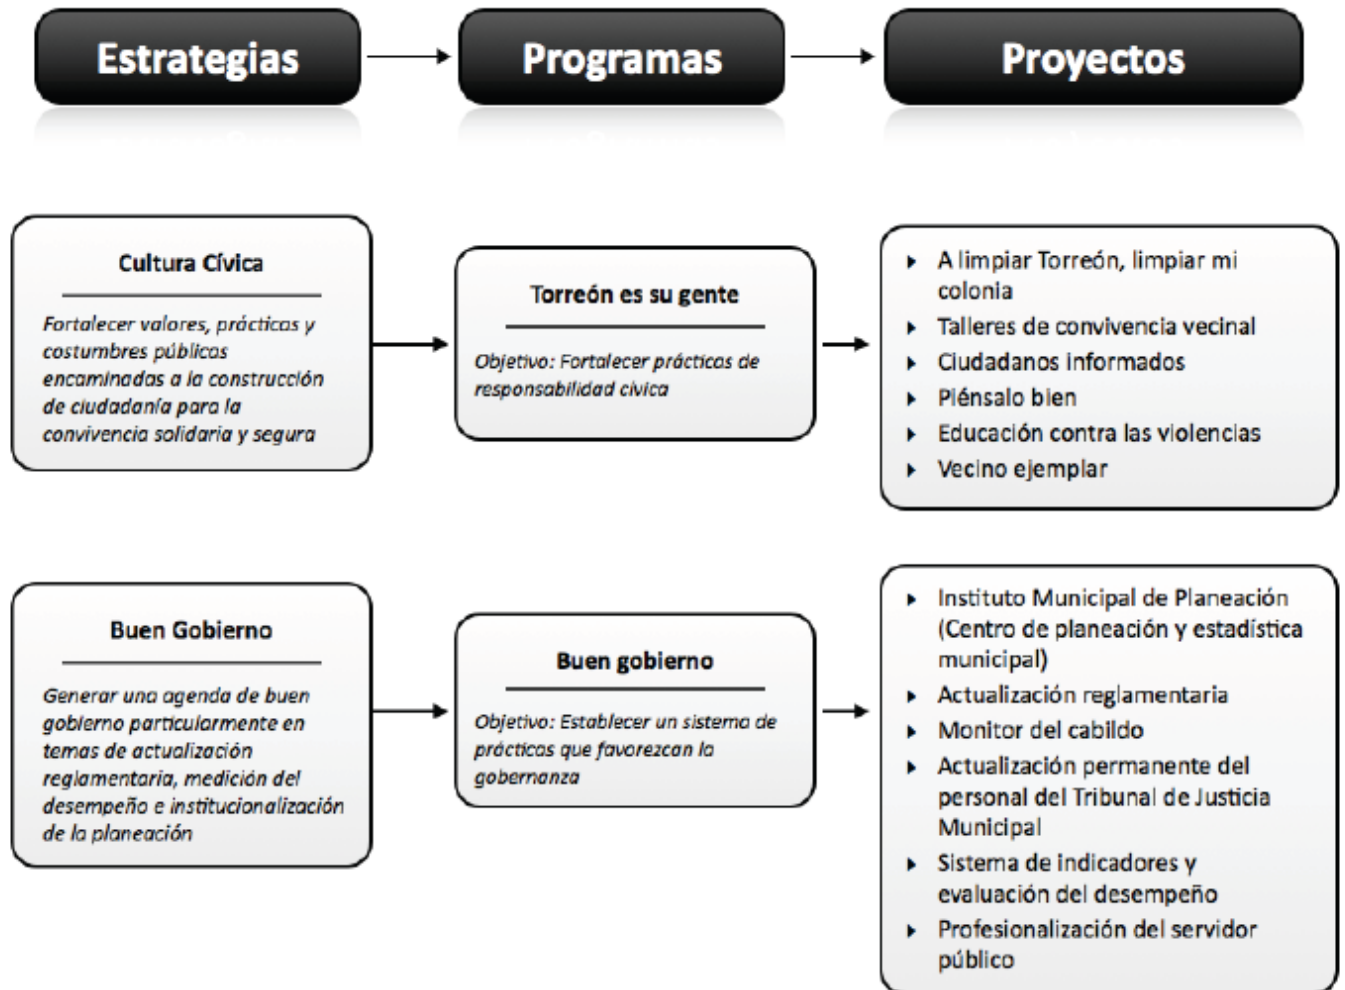 Estrategias
Programas
Proyectos
Cultura Cívica
Fortalecer valores, prácticas y
costumbres públicas
encaminadas a la construcción
de ciudadanía para la
convivencia solidaria y segura
Torreón es su gente
Objetivo: Fortalecer prácticas de
responsabilidad cívica
A limpiar Torreón, limpiar mi
colonia
Talleres de convivencia vecinal
Ciudadanos informados
Piénsalo bien
Educación contra las violencias
Vecino ejemplar
Buen Gobierno
Generar una agenda de buen
gobierno particularmente en
temas de actualización
reglamentaria, medición del
desempeño e institucionalización
de la planeación
Buen gobierno
Objetivo: Establecer un sistema de
prácticas que favorezcan la
gobernanza
Instituto Municipal de Planeación
(Centro de planeación y estadística
municipal)
Actualización reglamentaria
Monitor del cabildo
Actualización permanente del
personal del Tribunal de Justicia
Municipal
Sistema de indicadores y
evaluación del desempeño
Profesionalización del servidor
público